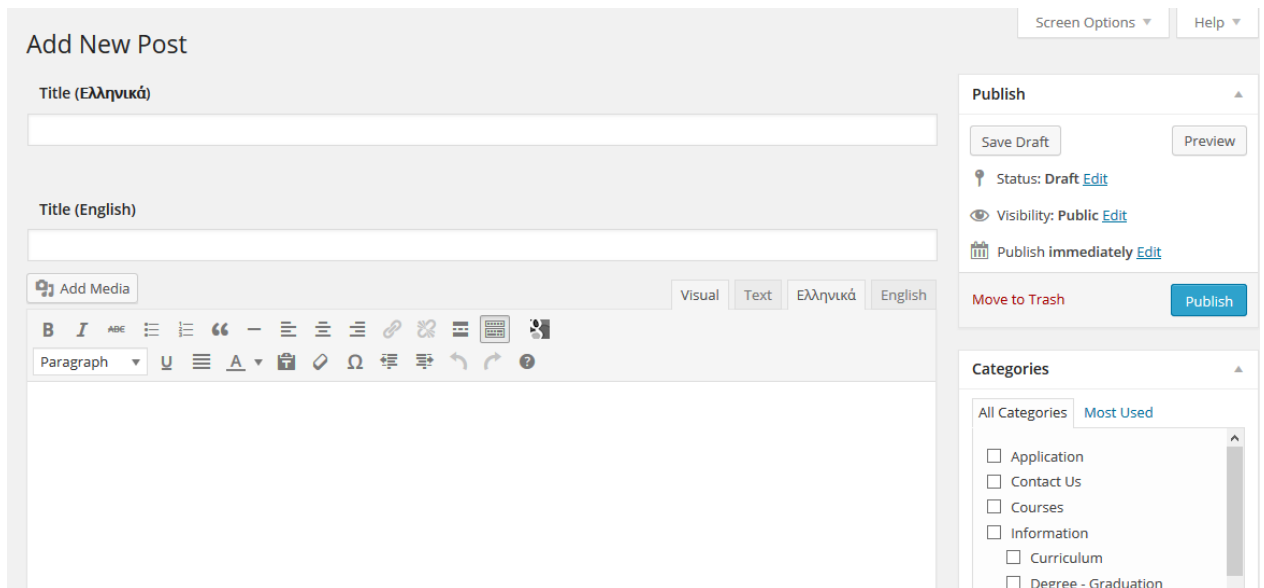 Screen Options Help
Add New Post
Title (Ελληνικά)
Title (English)
Add Media
Visual Text Ελληνικά English
B I ABC
Paragraph U A Ω
Publish
Save Draft Preview
Status: Draft Edit
Visibility: Public Edit
Publish immediately Edit
Move to Trash Publish
Categories
All Categories Most Used
Application
Contact Us
Courses
Information
Curriculum
Degree - Graduation